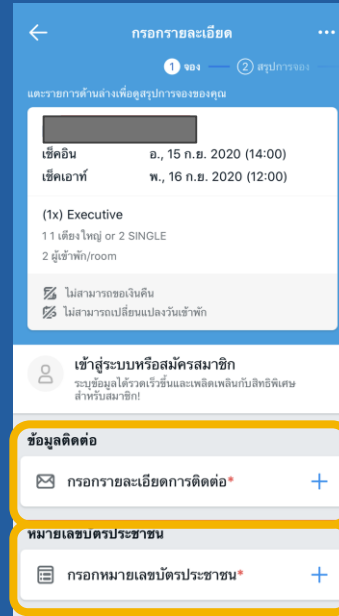 กรอกรายละเอียด
1 จอง 2 สรุปการจอง
แตะรายการด้านล่างเพื่อดูสรุปการจองของคุณ
เช็คอิน อ., 15 ก.ย. 2020 (14:00)
เช็คเอาท์ พ., 16 ก.ย. 2020 (12:00)
(1x) Executive
1 1 เตียงใหญ่ or 2 SINGLE
2 ผู้เข้าพัก/room
ไม่สามารถขอเงินคืน
ไม่สามารถเปลี่ยนแปลงวันเข้าพัก
เข้าสู่ระบบหรือสมัครสมาชิก
ระบุข้อมูลได้รวดเร็วขึ้นและเพลิดเพลินกับสิทธิพิเศษ
สำหรับสมาชิก!
ข้อมูลติดต่อ
กรอกรายละเอียดการติดต่อ*
หมายเลขบัตรประชาชน
กรอกหมายเลขบัตรประชาชน*